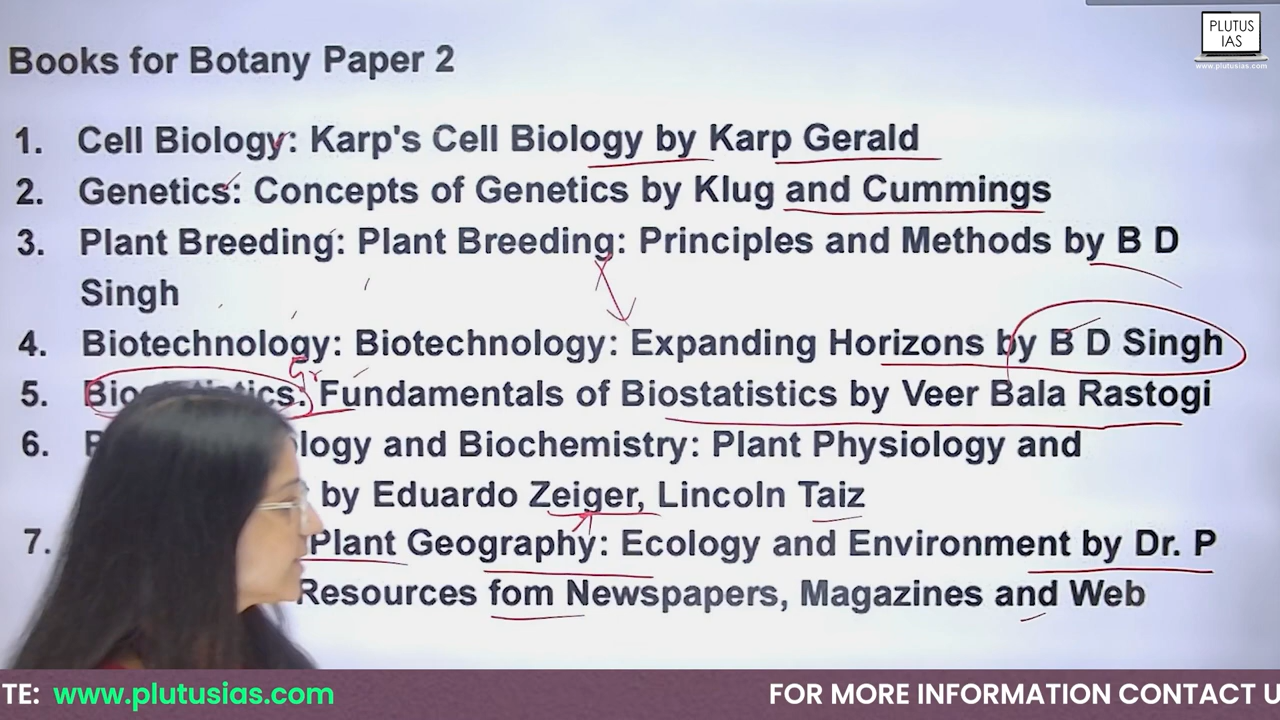 PLUTUS
IAS
www.plutusias.com
Books for Botany Paper 2
1. Cell Biology: Karp's Cell Biology by Karp Gerald
2. Genetics: Concepts of Genetics by Klug and Cummings
3. Plant Breeding: Plant Breeding: Principles and Methods by B D
Singh
4. Biotechnology: Biotechnology: Expanding Horizons by B D Singh
5. Fundamentals of Biostatistics by Veer Bala Rastogi
6. and Biochemistry: Plant Physiology and
by Eduardo Zeiger, Lincoln Taiz
7. Plant Geography: Ecology and Environment by Dr. P
Resources fom Newspapers, Magazines and Web
TE: www.plutusias.com
FOR MORE INFORMATION CONTACT U